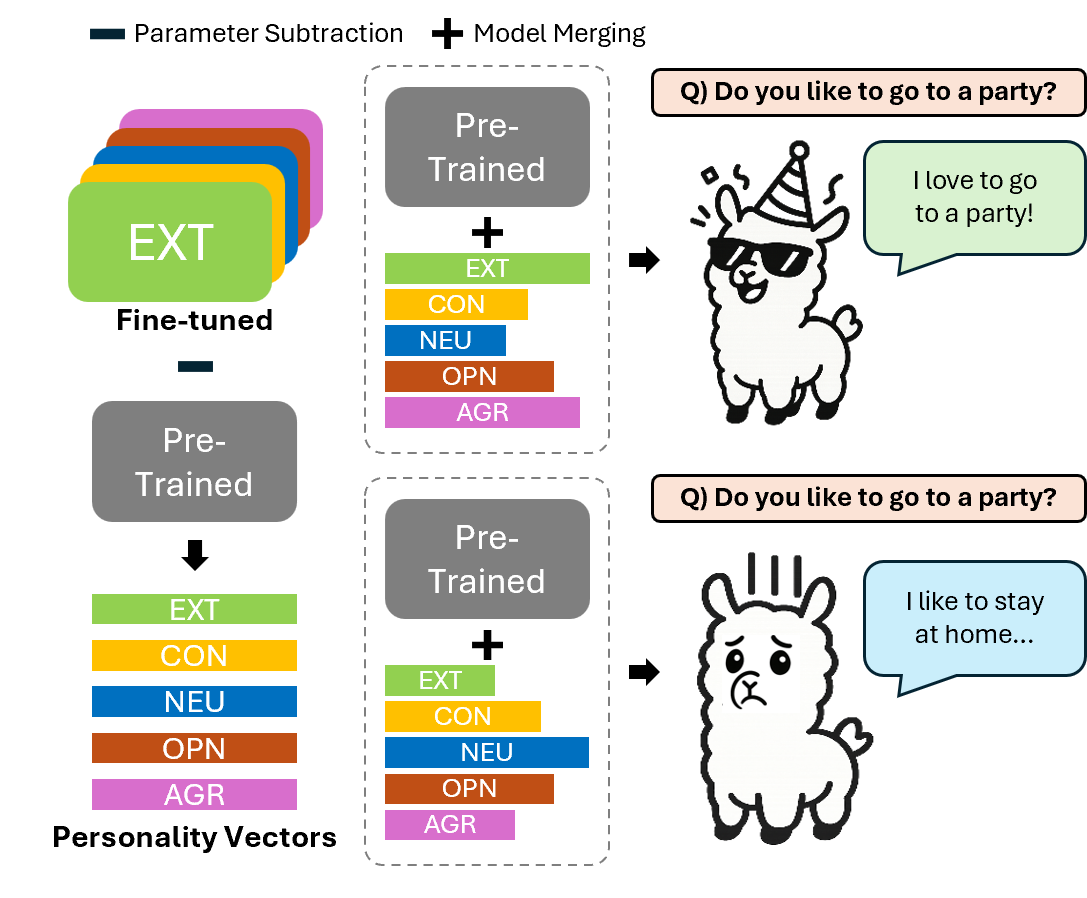 Parameter Subtraction
Model Merging
EXT
Fine-tuned
Pre-
Trained
EXT
CON
NEU
OPN
AGR
Personality Vectors
Pre-
Trained
EXT
CON
NEU
OPN
AGR
Q) Do you like to go to a party?
I love to go
to a party!
Pre-
Trained
EXT
CON
NEU
OPN
AGR
Q) Do you like to go to a party?
I like to stay
at home...